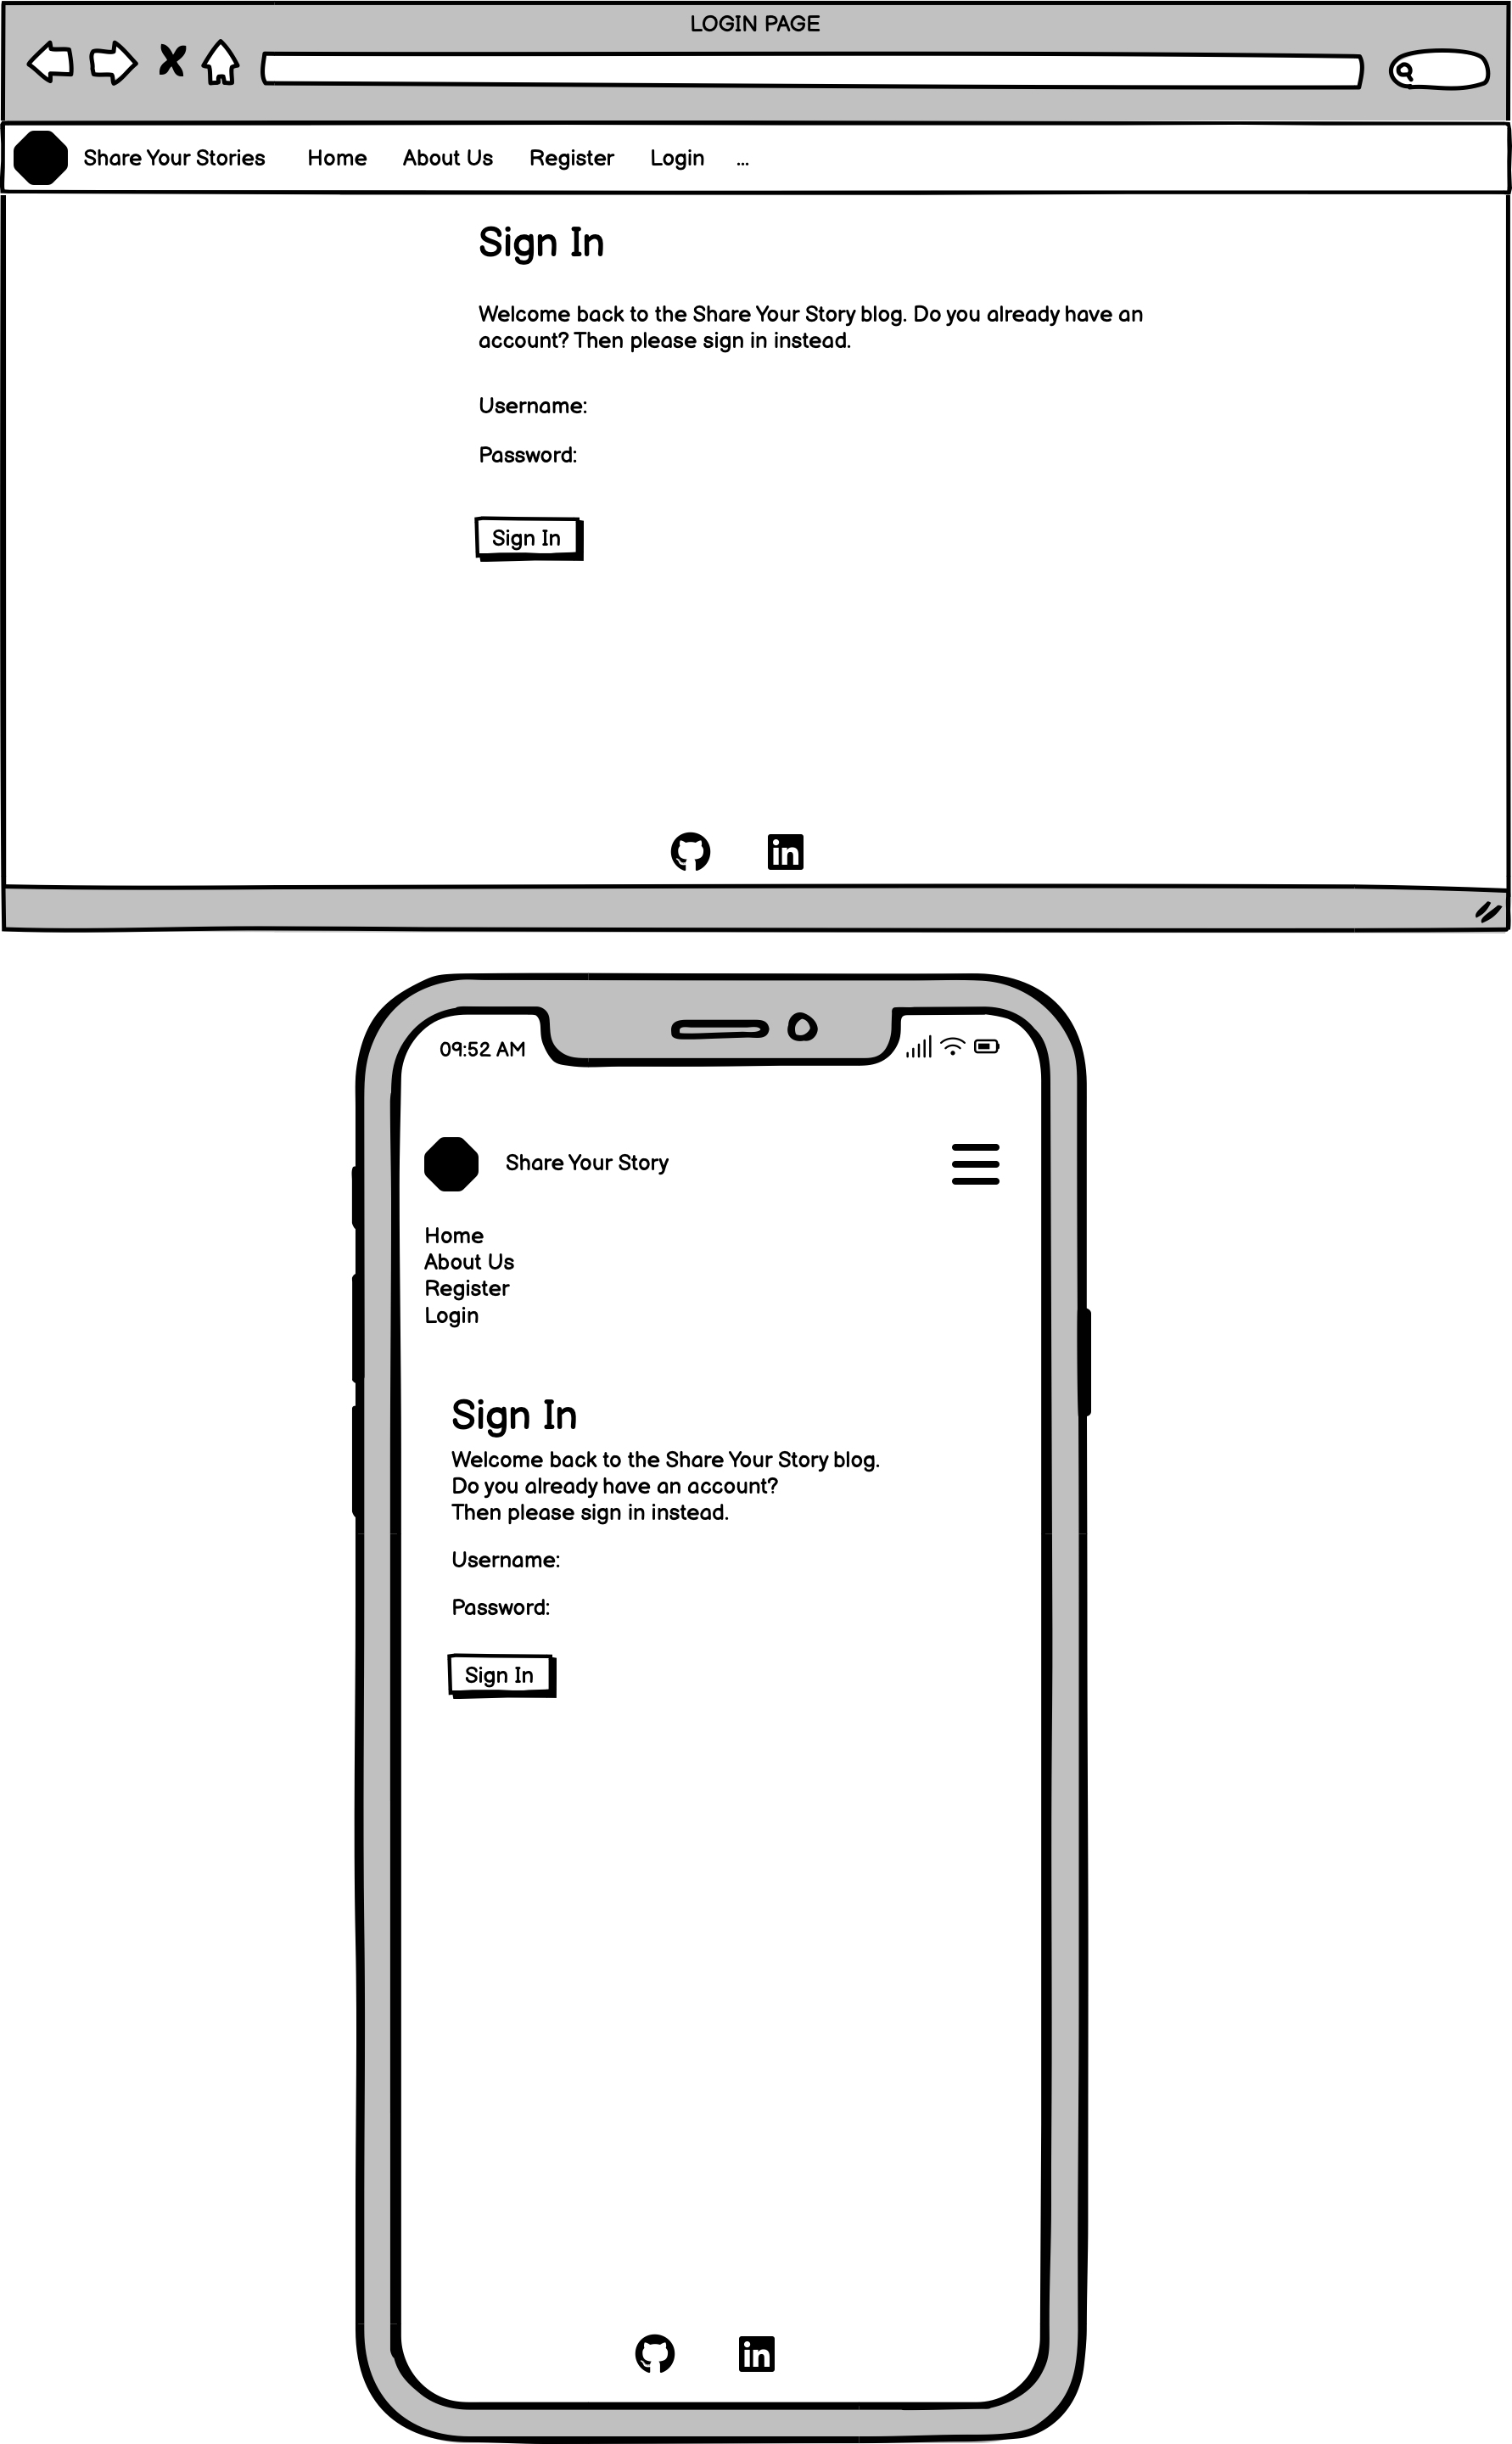 LOGIN PAGE
Share Your Stories Home About Us Register Login ...
Sign In
Welcome back to the Share Your Story blog. Do you already have an
account? Then please sign in instead.
Username:
Password:
Sign In
in
09:52 AM
Share Your Story
Home
About Us
Register
Login
Sign In
Welcome back to the Share Your Story blog.
Do you already have an account?
Then please sign in instead.
Username:
Password:
Sign In
in